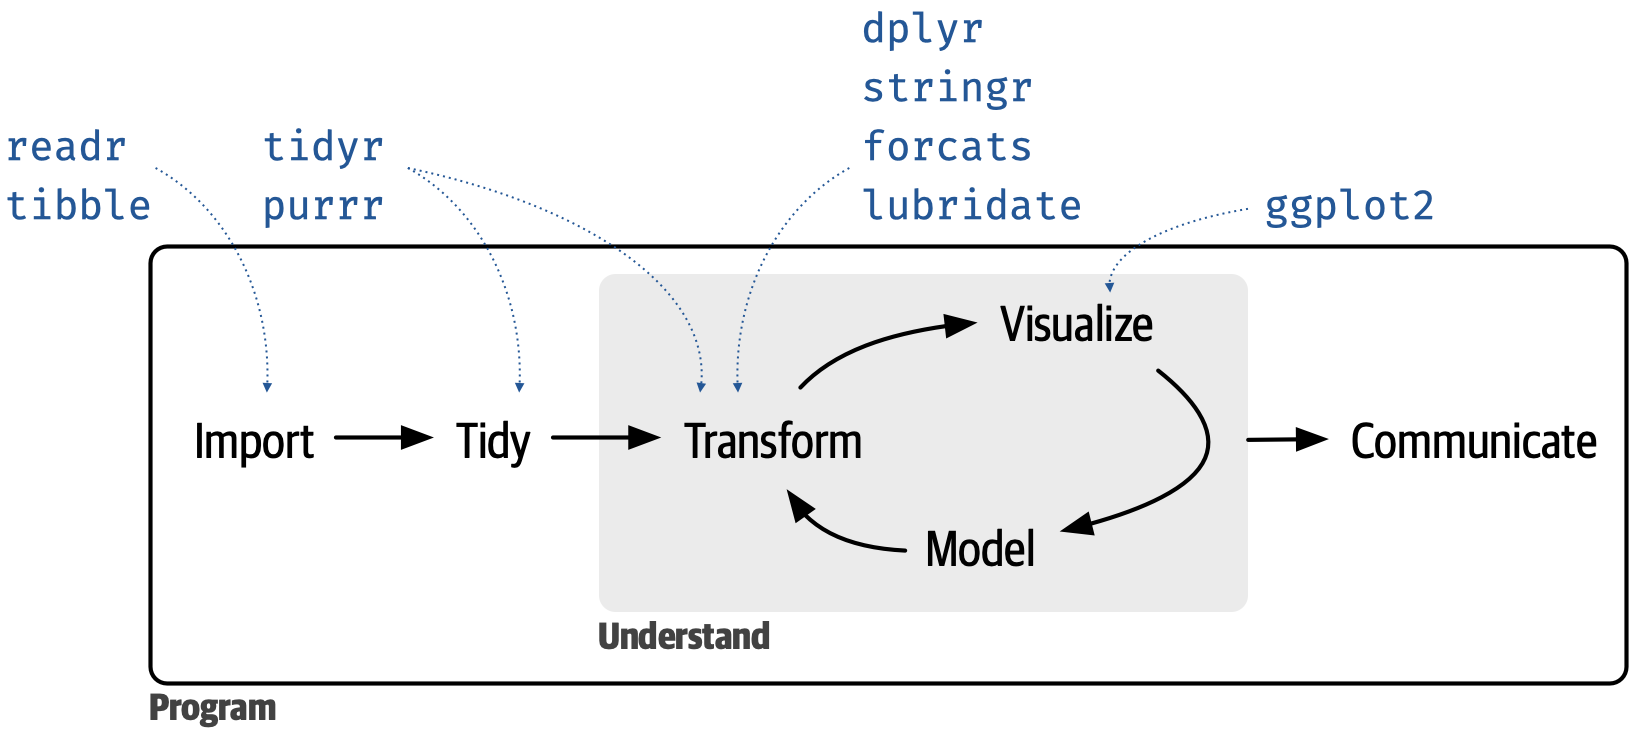 dplyr
stringr
readr
tidyr
forcats
tibble
purrr
lubridate
ggplot2
Visualize
Import
Tidy
Transform
Communicate
Model
Understand
Program